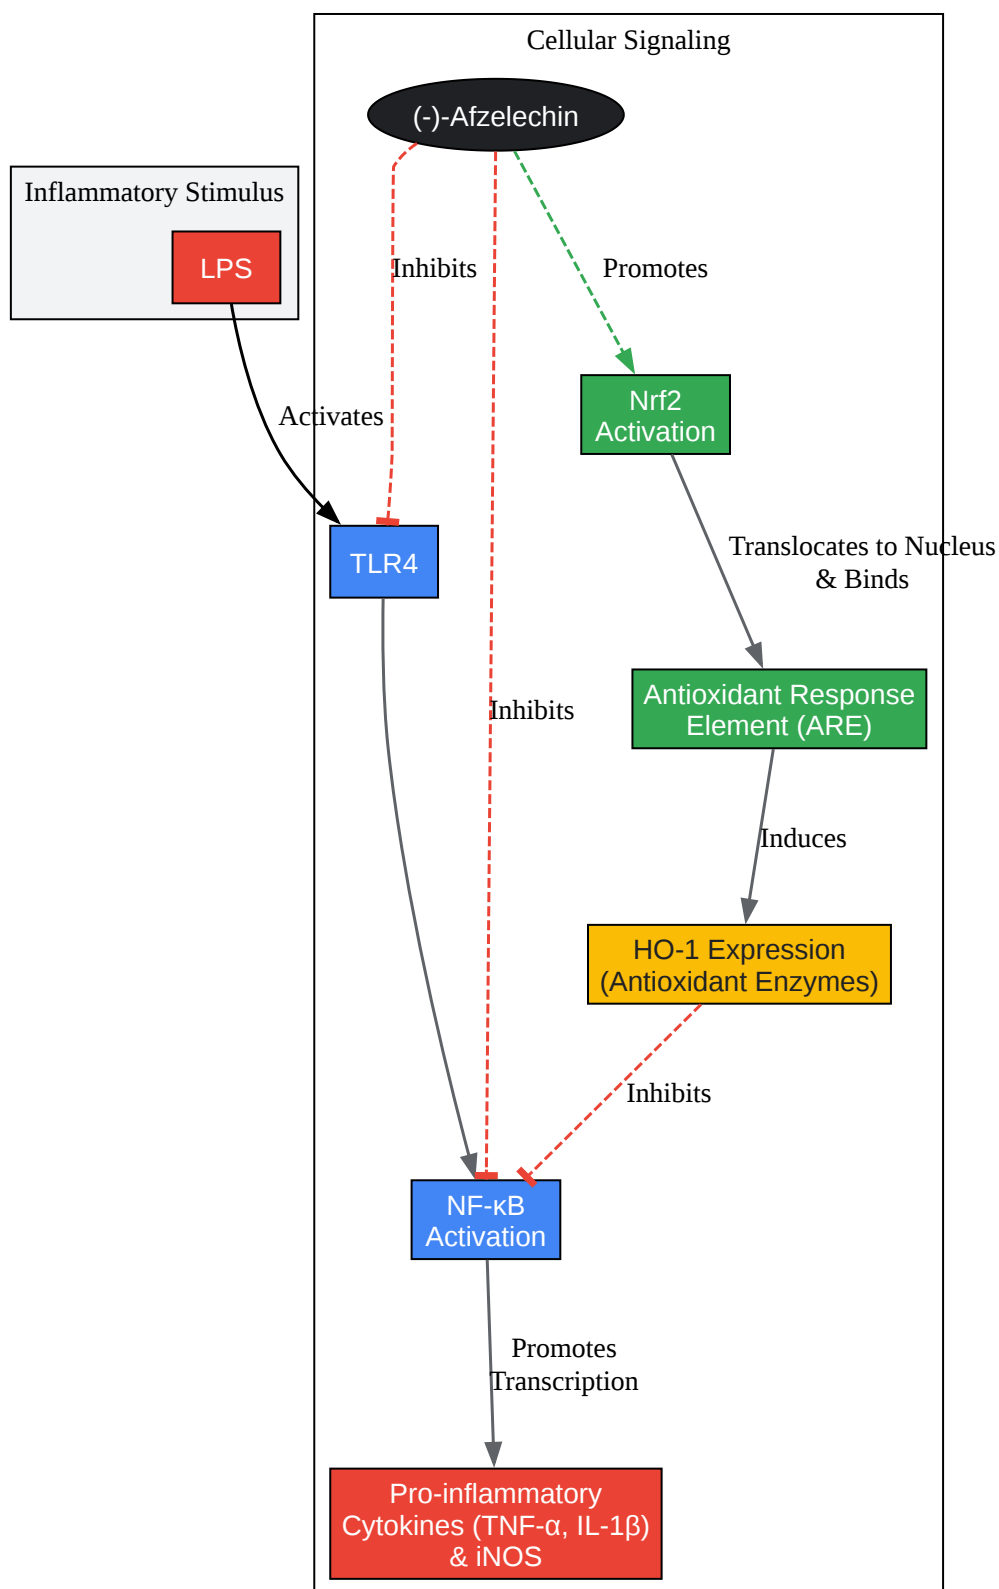 Cellular Signaling
(-)-Afzelechin
Inflammatory Stimulus
LPS
Inhibits
Promotes
Activates
Nrf2
Activation
TLR4
Translocates to Nucleus
& Binds
Inhibits
Antioxidant Response
Element (ARE)
Induces
HO-1 Expression
(Antioxidant Enzymes)
Inhibits
NF-κB
Activation
Promotes
Transcription
Pro-inflammatory
Cytokines (TNF-α, IL-1β)
& iNOS